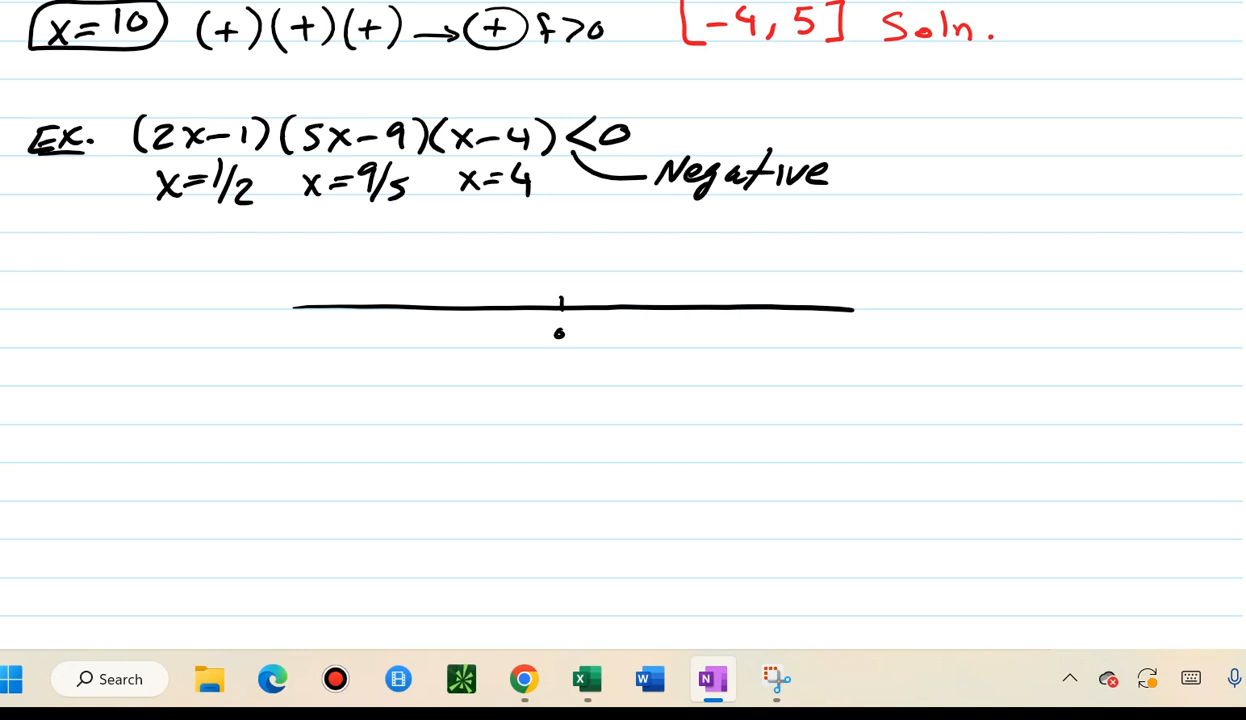 x=10 (+)(+)(+)→(+) f>0 [-4, 5] Soln.
Ex. (2x-1)(5x-9)(x-4)<0
x=1/2 x=9/5 x=4 Negative
0
Search